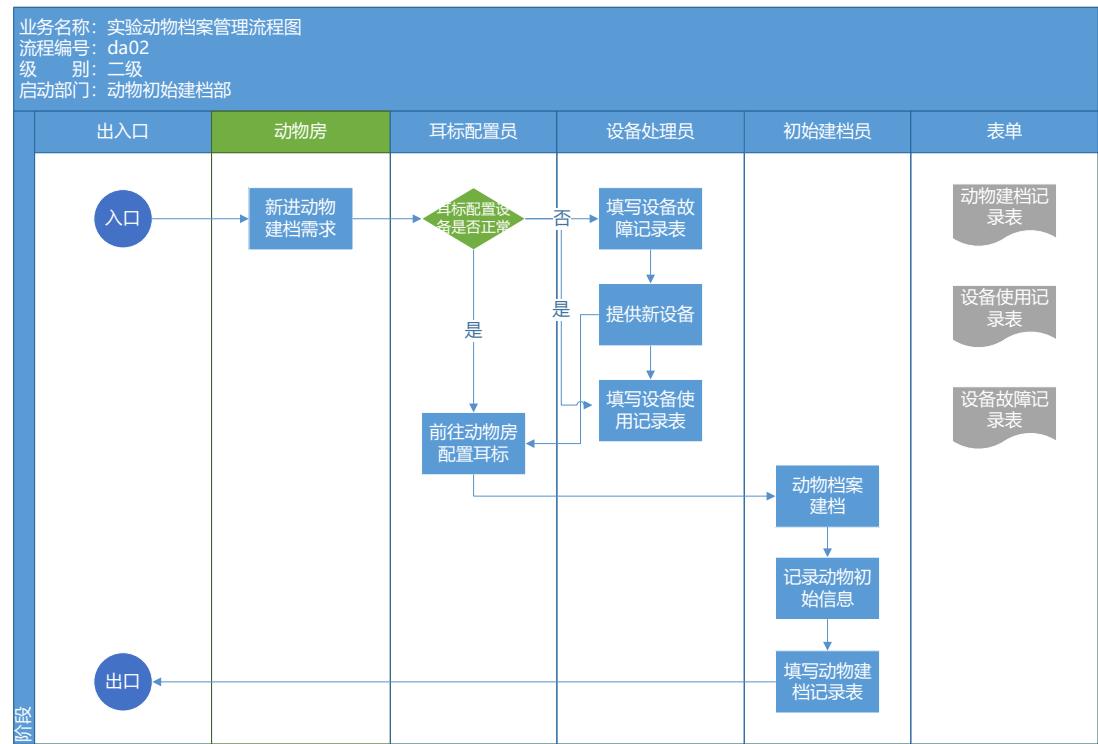 业务名称：实验动物档案管理流程图
流程编号：da02
级　　别：二级
启动部门：动物初始建档部
出入口
动物房
耳标配置员
设备处理员
初始建档员
表单
入口
新进动物
建档需求
耳标配置设
备是否正常
否
填写设备故
障记录表
动物建档记
录表
是
是
提供新设备
设备使用记
录表
填写设备使
用记录表
设备故障记
录表
前往动物房
配置耳标
动物档案
建档
记录动物初
始信息
填写动物建
档记录表
出口
阶段